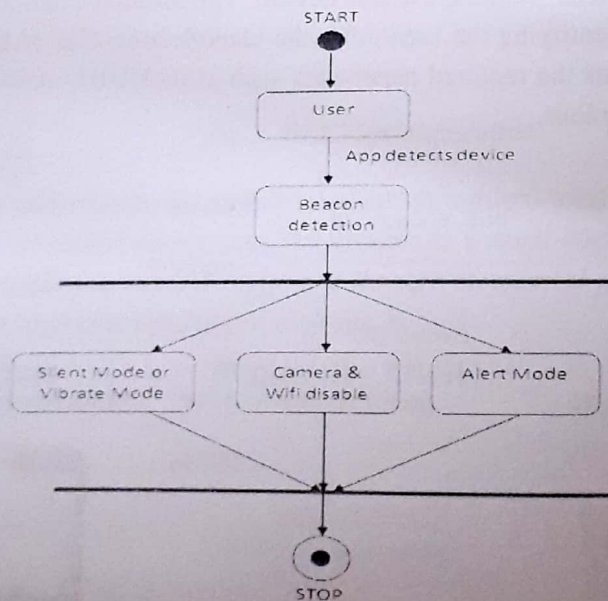 START
User
App detects device
Beacon
detection
Silent Mode or
Vibrate Mode
Camera &
Wifi disable
Alert Mode
STOP